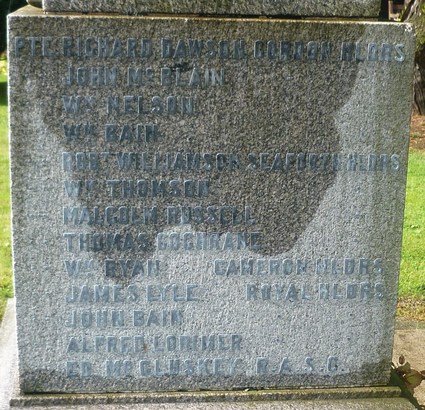 PTE. RICHARD DAWSON, GORDON HLDRS
JOHN McBLAIN
Wm NELSON
Wm BAIN
ROBT WILLIAMSON, SEAFORTH HLDRS
Wm THOMSON
MALCOLM RUSSELL
THOMAS COCHRANE
Wm RYAN CAMERON HLDRS
JAMES LYLE ROYAL HLDRS
JOHN BAIN
ALFRED LORIMER
ED. McCLUSKEY R.A.S.C.